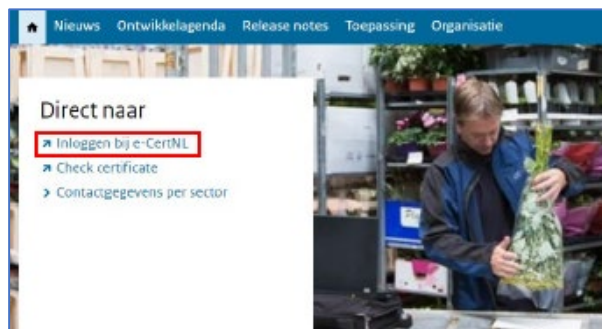 Nieuws Ontwikkelagenda Release notes Toepassing Organisatie
Direct naar
Inloggen bij e-CertNL
Check certificate
Contactgegevens per sector